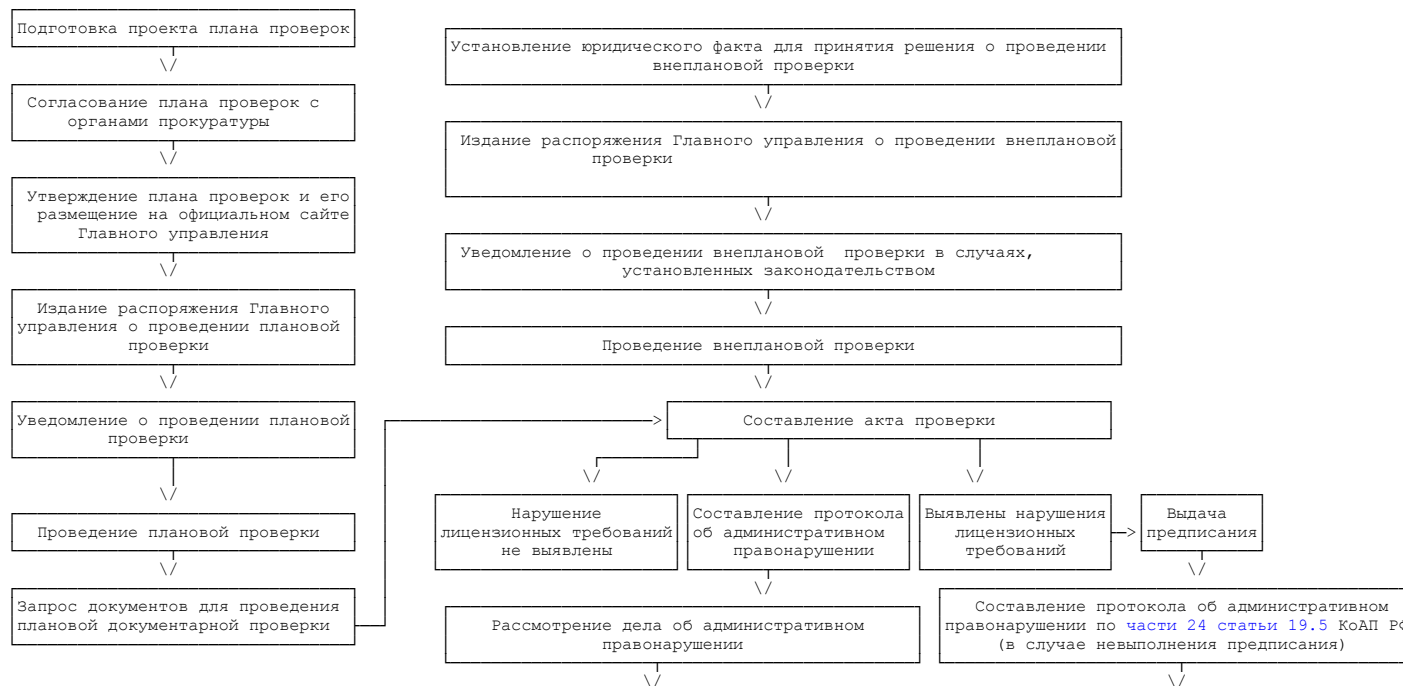 Подготовка проекта плана проверок
Согласование плана проверок с
органами прокуратуры
Утверждение плана проверок и его
размещение на официальном сайте
Главного управления
Издание распоряжения Главного
управления о проведении плановой
проверки
Уведомление о проведении плановой
проверки
Проведение плановой проверки
Запрос документов для проведения
плановой документарной проверки
Установление юридического факта для принятия решения о проведении
внеплановой проверки
Издание распоряжения Главного управления о проведении внеплановой
проверки
Уведомление о проведении внеплановой  проверки в случаях,
установленных законодательством
Проведение внеплановой проверки
Составление акта проверки
Нарушение
лицензионных требований
не выявлены
Составление протокола
об административном
правонарушении
Выявлены нарушения
лицензионных
требований
Выдача
предписания
Рассмотрение дела об административном
правонарушении
Составление протокола об административном
правонарушении по части 24 статьи 19.5 КоАП РФ
(в случае невыполнения предписания)